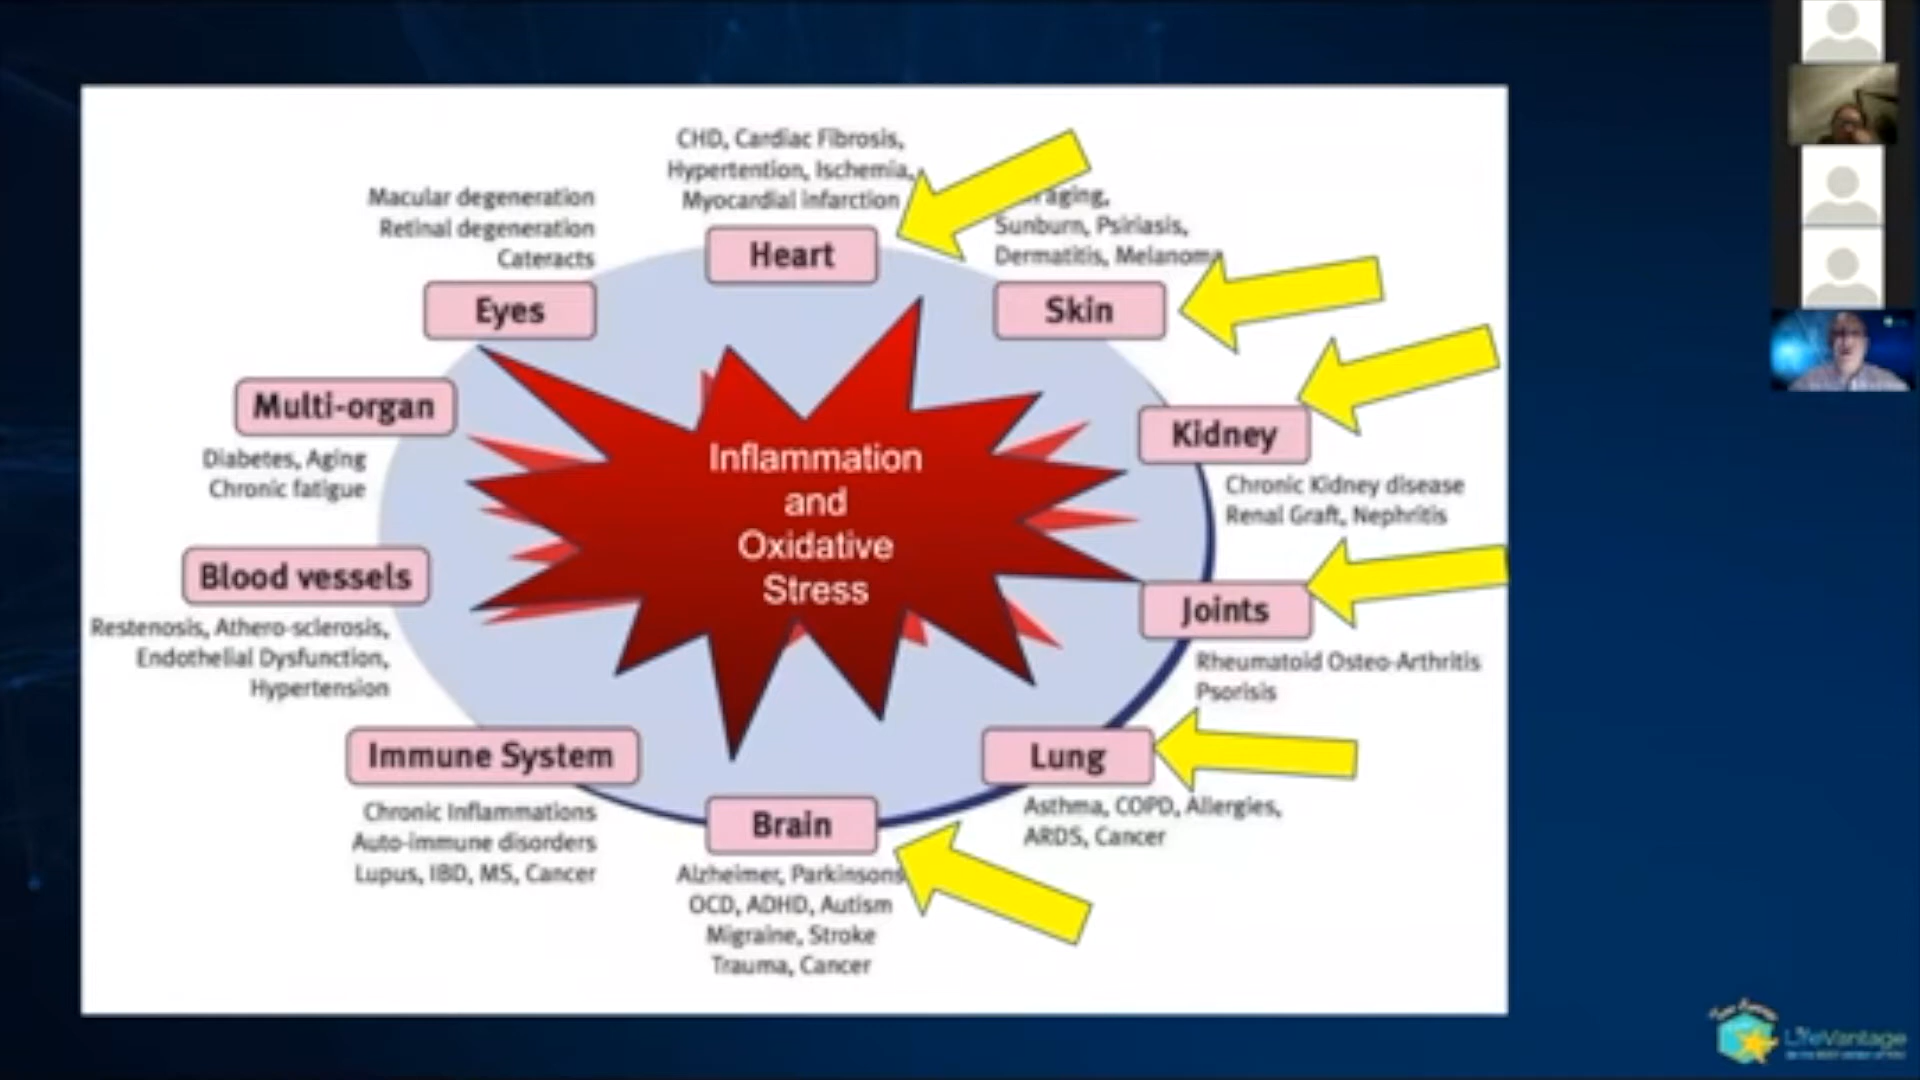 CHD, Cardiac Fibrosis,
Hypertention, Ischemia,
Myocardial infarction
Heart
Macular degeneration
Retinal degeneration
Cateracts
Eyes
aging,
Sunburn, Psiriasis,
Dermatitis, Melanoma
Skin
Multi-organ
Diabetes, Aging
Chronic fatigue
Kidney
Chronic Kidney disease
Renal Graft, Nephritis
Inflammation
and
Oxidative
Stress
Blood vessels
Restenosis, Athero-sclerosis,
Endothelial Dysfunction,
Hypertension
Joints
Rheumatoid Osteo-Arthritis
Psorisis
Immune System
Chronic Inflammations
Auto-immune disorders
Lupus, IBD, MS, Cancer
Lung
Asthma, COPD, Allergies,
ARDS, Cancer
Brain
Alzheimer, Parkinsons
OCD, ADHD, Autism
Migraine, Stroke
Trauma, Cancer
LifeVantage